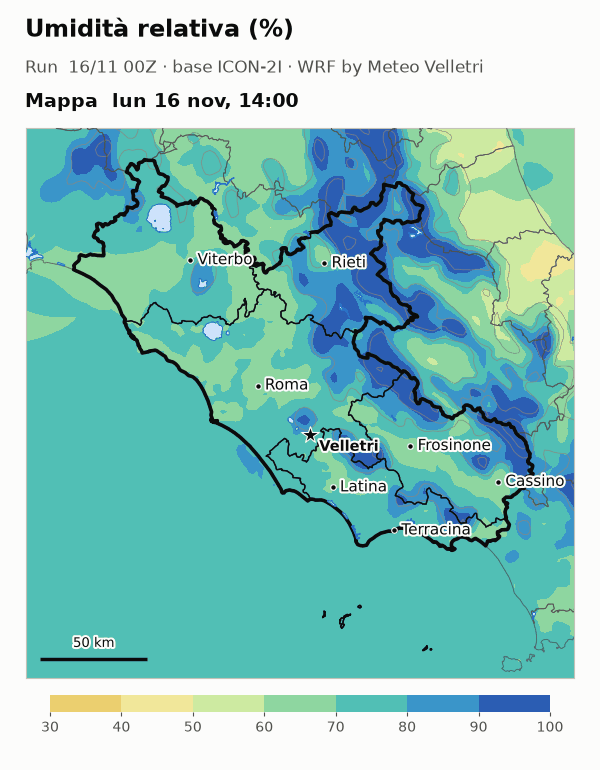 Umidità relativa (%)
Run 16/11 00Z · base ICON-2I · WRF by Meteo Velletri
Mappa lun 16 nov, 14:00
Viterbo
Rieti
Roma
Velletri
Frosinone
Latina
Cassino
Terracina
50 km
30 40 50 60 70 80 90 100